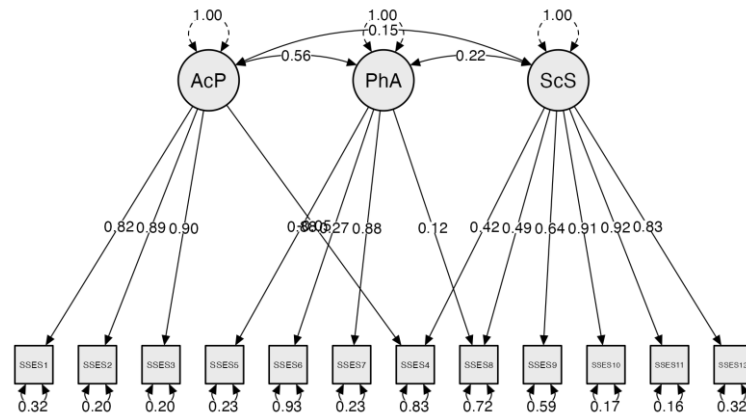 1.00 1.00 1.00
0.15
0.56 0.22
AcP PhA ScS
0.82 0.89 0.90 0.27 0.88 0.12 0.42 0.49 0.64 0.91 0.92 0.83
SSES1 SSES2 SSES3 SSES5 SSES6 SSES7 SSES4 SSES8 SSES9 SSES10 SSES11 SSES12
0.32 0.20 0.20 0.23 0.93 0.23 0.83 0.72 0.59 0.17 0.16 0.32